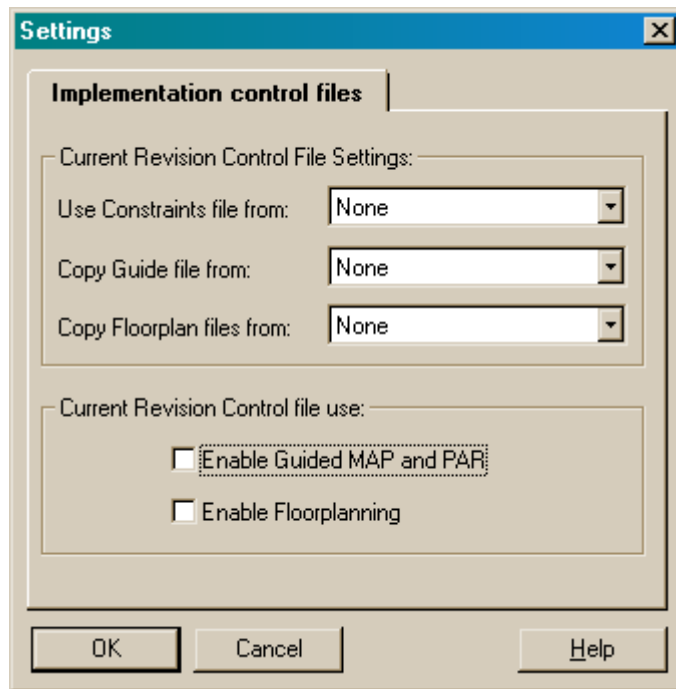 Settings
Implementation control files
Current Revision Control File Settings:
Use Constraints file from: None
Copy Guide file from: None
Copy Floorplan files from: None
Current Revision Control file use:
Enable Guided MAP and PAR
Enable Floorplanning
OK Cancel Help